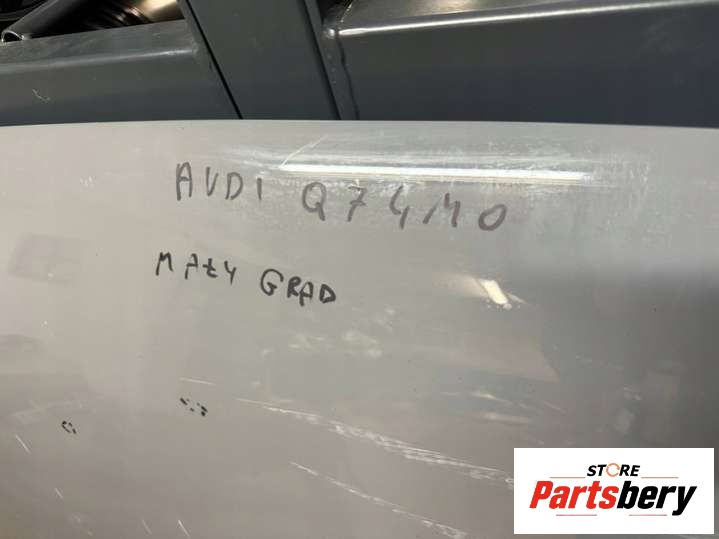 AUDI Q7 4M0
MAŁY GRAD
STORE
Partsbery